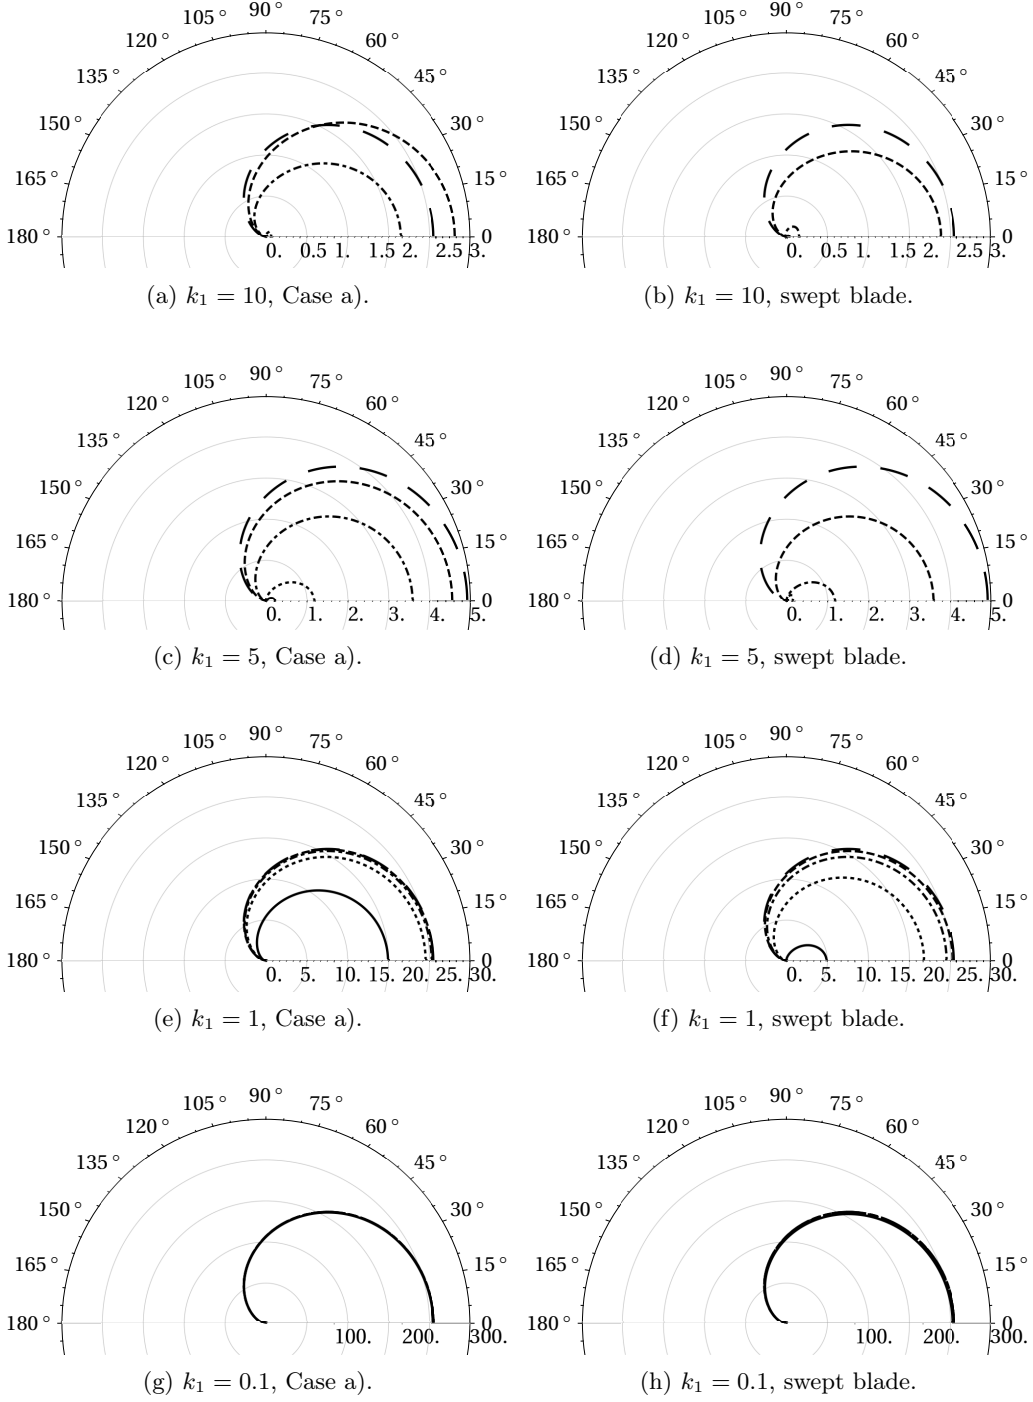 90 ° 90 °
105 ° 75 ° 105 ° 75 °
120 ° 60 ° 120 ° 60 °
135 ° 45 ° 135 ° 45 °
150 ° 30 ° 150 ° 30 °
165 ° 15 ° 165 ° 15 °
180 ° 0 180 ° 0
0. 0.5 1. 1.5 2. 2.5 3. 0. 0.5 1. 1.5 2. 2.5 3.
(a) k₁ = 10, Case a). (b) k₁ = 10, swept blade.
90 ° 90 °
105 ° 75 ° 105 ° 75 °
120 ° 60 ° 120 ° 60 °
135 ° 45 ° 135 ° 45 °
150 ° 30 ° 150 ° 30 °
165 ° 15 ° 165 ° 15 °
180 ° 0 180 ° 0
0. 1. 2. 3. 4. 5. 0. 1. 2. 3. 4. 5.
(c) k₁ = 5, Case a). (d) k₁ = 5, swept blade.
90 ° 90 °
105 ° 75 ° 105 ° 75 °
120 ° 60 ° 120 ° 60 °
135 ° 45 ° 135 ° 45 °
150 ° 30 ° 150 ° 30 °
165 ° 15 ° 165 ° 15 °
180 ° 0 180 ° 0
0. 5. 10. 15. 20. 25. 30. 0. 5. 10. 15. 20. 25. 30.
(e) k₁ = 1, Case a). (f) k₁ = 1, swept blade.
90 ° 90 °
105 ° 75 ° 105 ° 75 °
120 ° 60 ° 120 ° 60 °
135 ° 45 ° 135 ° 45 °
150 ° 30 ° 150 ° 30 °
165 ° 15 ° 165 ° 15 °
180 ° 0 180 ° 0
100. 200. 300. 100. 200. 300.
(g) k₁ = 0.1, Case a). (h) k₁ = 0.1, swept blade.